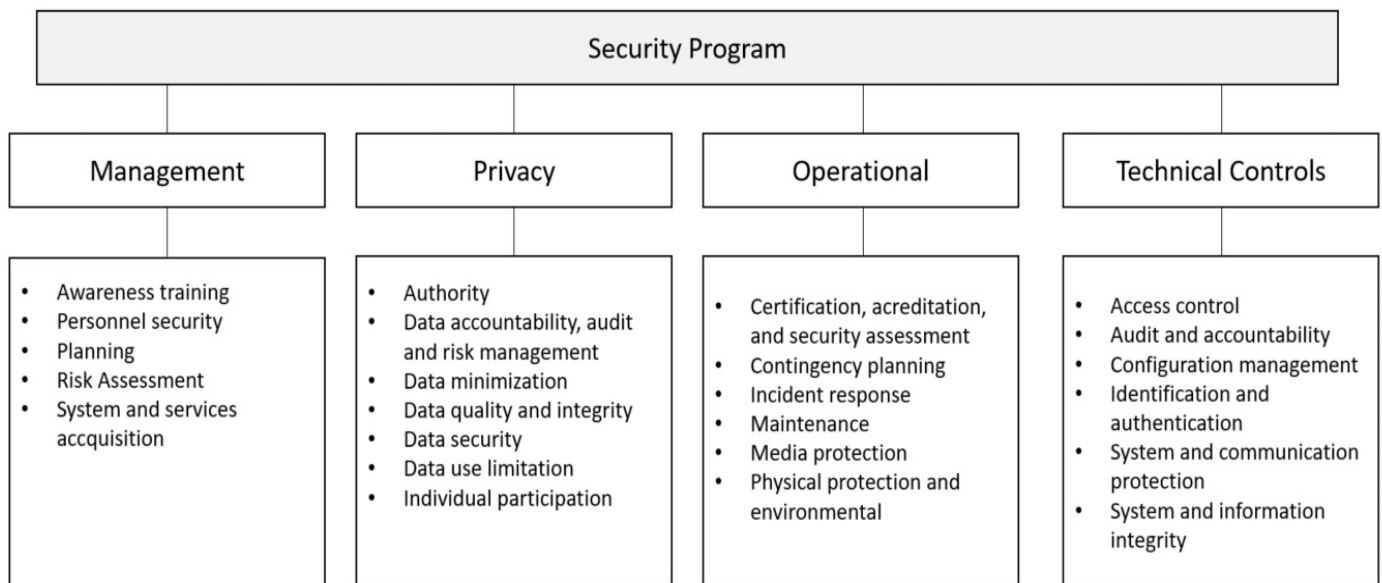 Security Program
Management
Privacy
Operational
Technical Controls
• Awareness training
• Personnel security
• Planning
• Risk Assessment
• System and services
accquisition
• Authority
• Data accountability, audit
and risk management
• Data minimization
• Data quality and integrity
• Data security
• Data use limitation
• Individual participation
• Certification, acreditation,
and security assessment
• Contingency planning
• Incident response
• Maintenance
• Media protection
• Physical protection and
environmental
• Access control
• Audit and accountability
• Configuration management
• Identification and
authentication
• System and communication
protection
• System and information
integrity